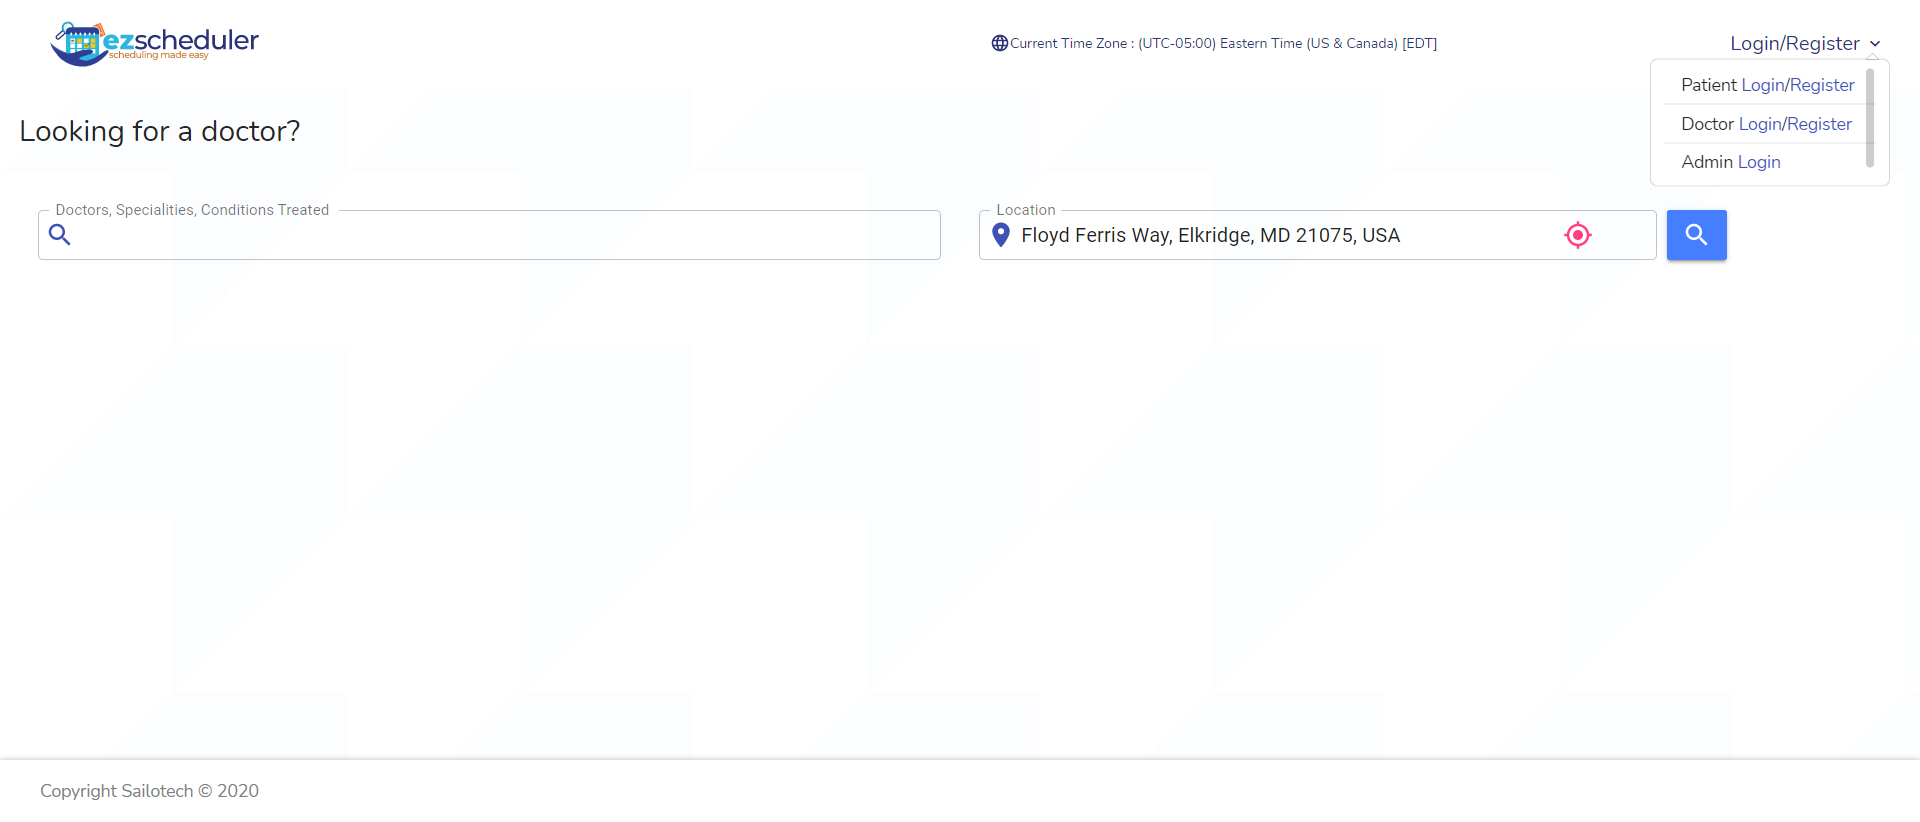 ezscheduler
scheduling made easy
Current Time Zone : (UTC-05:00) Eastern Time (US & Canada) [EDT]
Login/Register
Patient Login/Register
Doctor Login/Register
Admin Login
Looking for a doctor?
Doctors, Specialities, Conditions Treated
Location
Floyd Ferris Way, Elkridge, MD 21075, USA
Copyright Sailotech © 2020